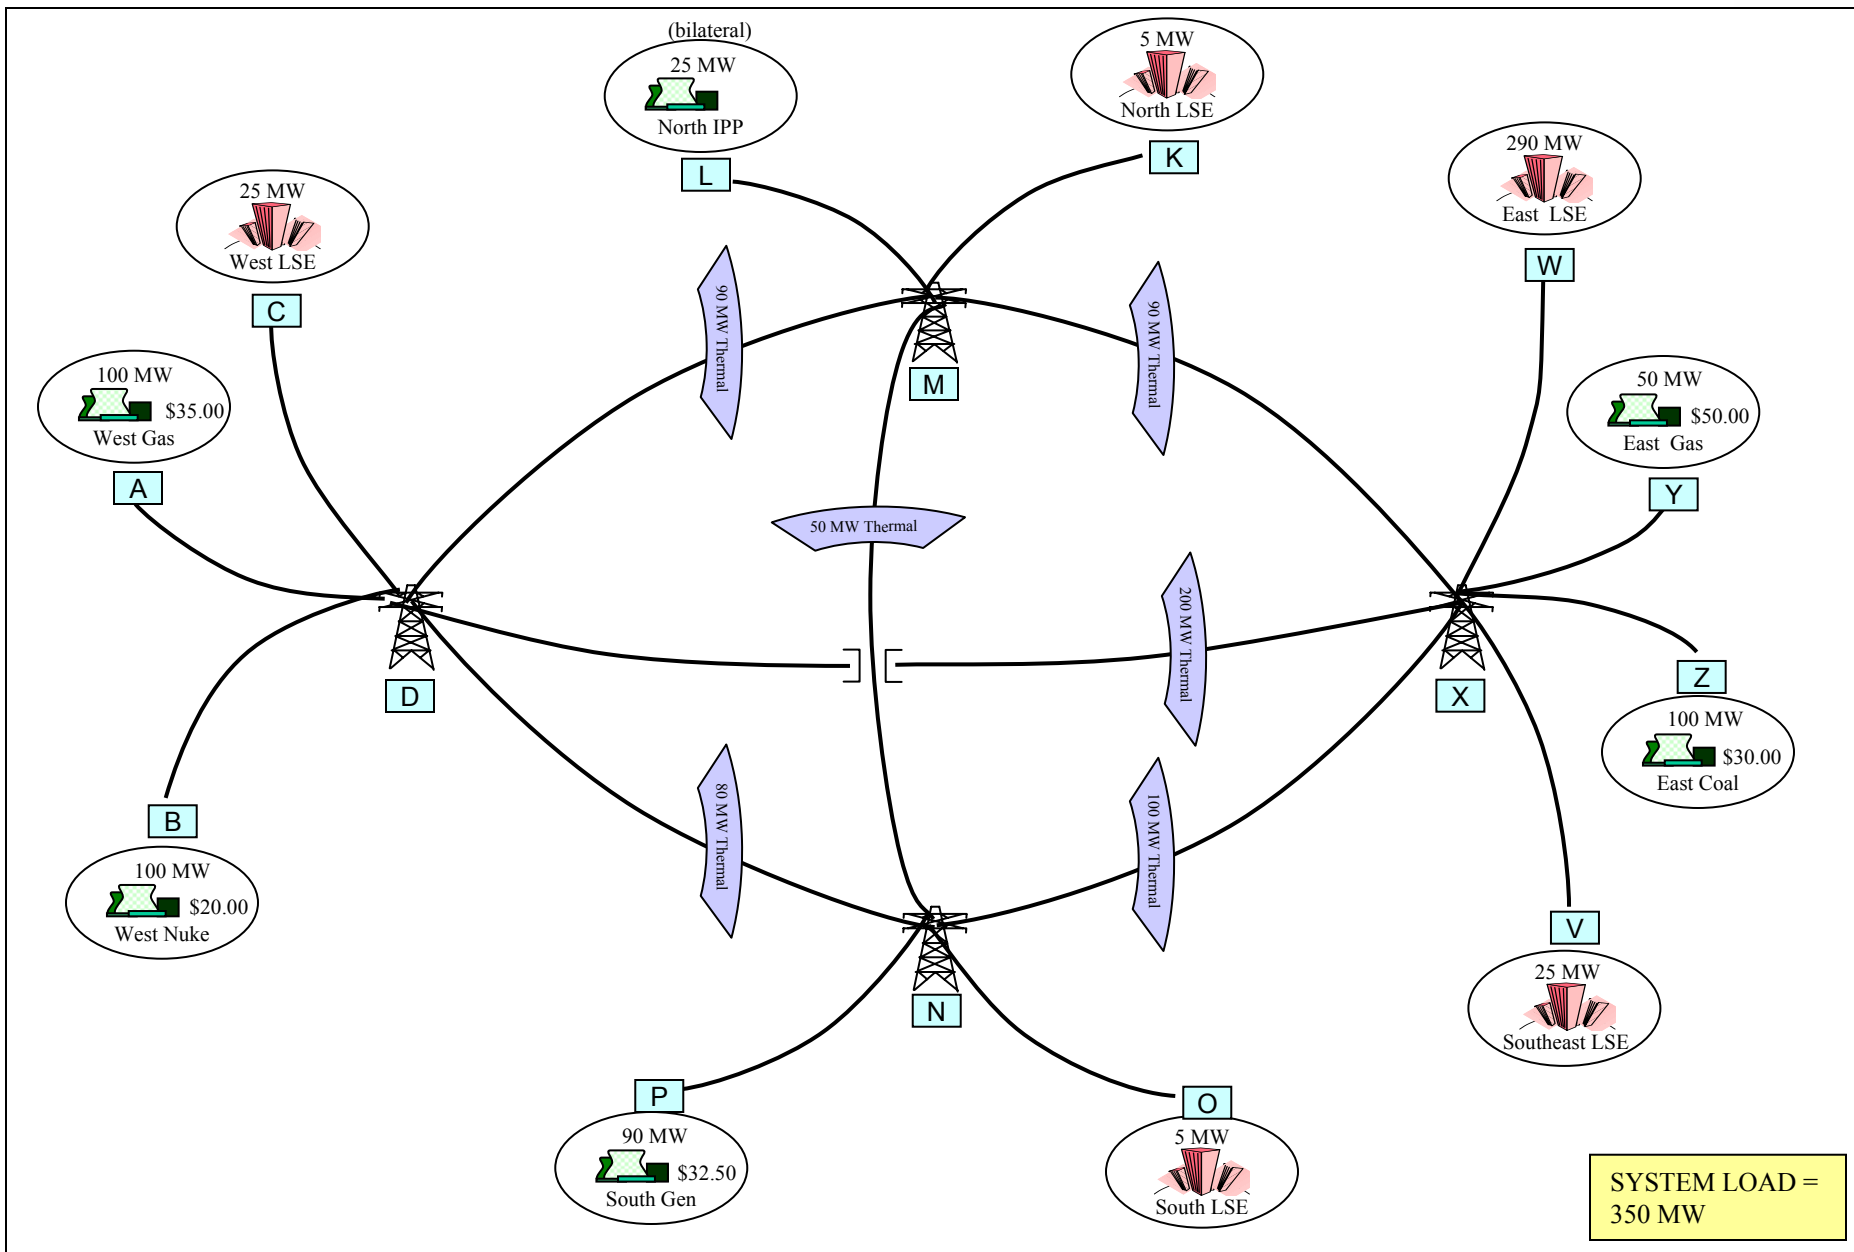 (bilateral)
25 MW
North IPP
L
5 MW
North LSE
K
290 MW
East LSE
W
25 MW
West LSE
C
90 MW Thermal
90 MW Thermal
M
100 MW
$35.00
West Gas
A
50 MW
$50.00
East Gas
Y
50 MW Thermal
200 MW Thermal
D
X
Z
100 MW
$30.00
East Coal
B
100 MW
$20.00
West Nuke
80 MW Thermal
100 MW Thermal
V
25 MW
Southeast LSE
N
P
90 MW
$32.50
South Gen
O
5 MW
South LSE
SYSTEM LOAD =
350 MW